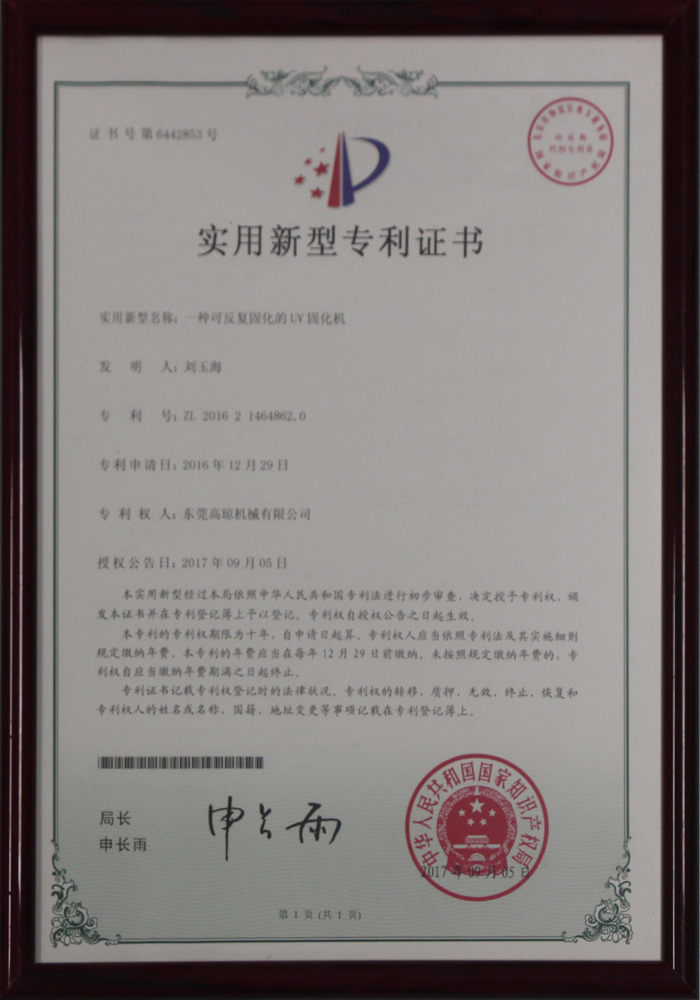 证书号第6442853号
实用新型专利证书
实用新型名称：一种可反复固化的UV固化机
发 明 人：刘玉海
专 利 号：ZL 2016 2 1464862.0
专利申请日：2016年12月29日
专 利 权 人：东莞高琼机械有限公司
授权公告日：2017年09月05日
本实用新型经过本局依照中华人民共和国专利法进行初步审查，决定授予专利权，颁
发本证书并在专利登记簿上予以登记。专利权自授权公告之日起生效。
本专利的专利权期限为十年，自申请日起算。专利权人应当依照专利法及其实施细则
规定缴纳年费。本专利的年费应当在每年12月29日前缴纳。未按照规定缴纳年费的，专
利权自应当缴纳年费期满之日起终止。
专利证书记载专利权登记时的法律状况。专利权的转移、质押、无效、终止、恢复和
专利权人的姓名或名称、国籍、地址变更等事项记载在专利登记簿上。
局长
申长雨
申长雨
中华人民共和国国家知识产权局
2017年09月05日
第 1 页 (共 1 页)